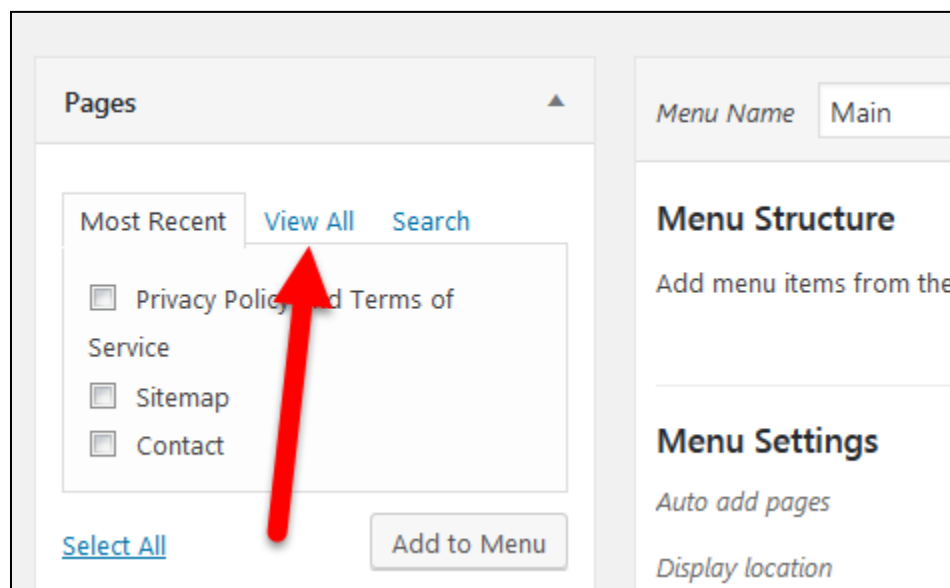 Pages
Most Recent View All Search
Privacy Policy and Terms of
Service
Sitemap
Contact
Select All Add to Menu
Menu Name Main
Menu Structure
Add menu items from the
Menu Settings
Auto add pages
Display location